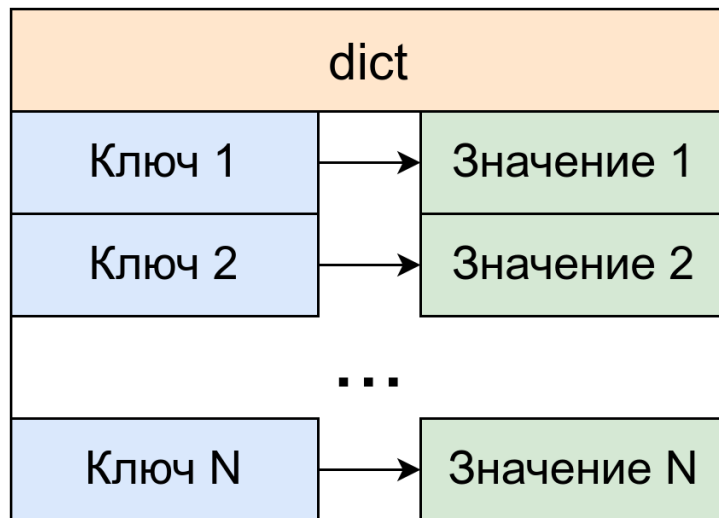 dict
Ключ 1 Значение 1
Ключ 2 Значение 2
...
Ключ N Значение N